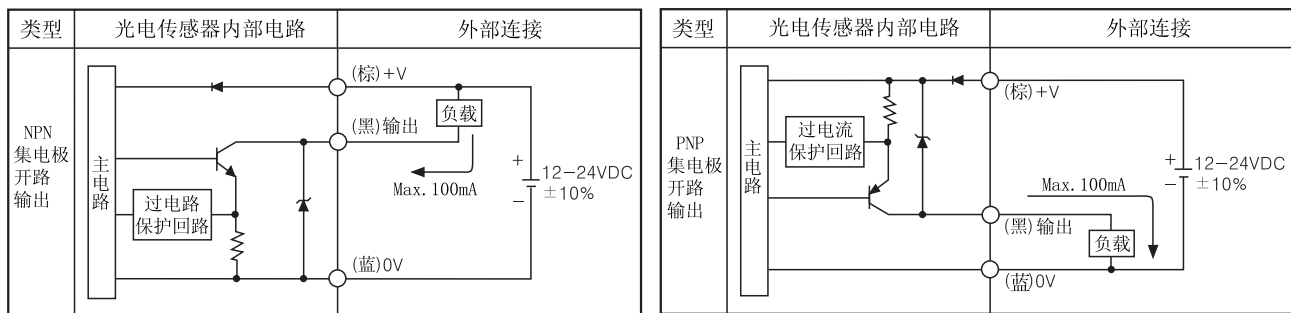 类型
光电传感器内部电路
外部连接
NPN
集电极
开路
输出
主
电
路
过电路
保护回路
(棕)+V
(黑)输出
(蓝)0V
负载
Max. 100mA
+
12-24VDC
±10%
−
类型
光电传感器内部电路
外部连接
PNP
集电极
开路
输出
主
电
路
过电流
保护回路
(棕)+V
(黑)输出
(蓝)0V
Max. 100mA
负载
+
12-24VDC
±10%
−